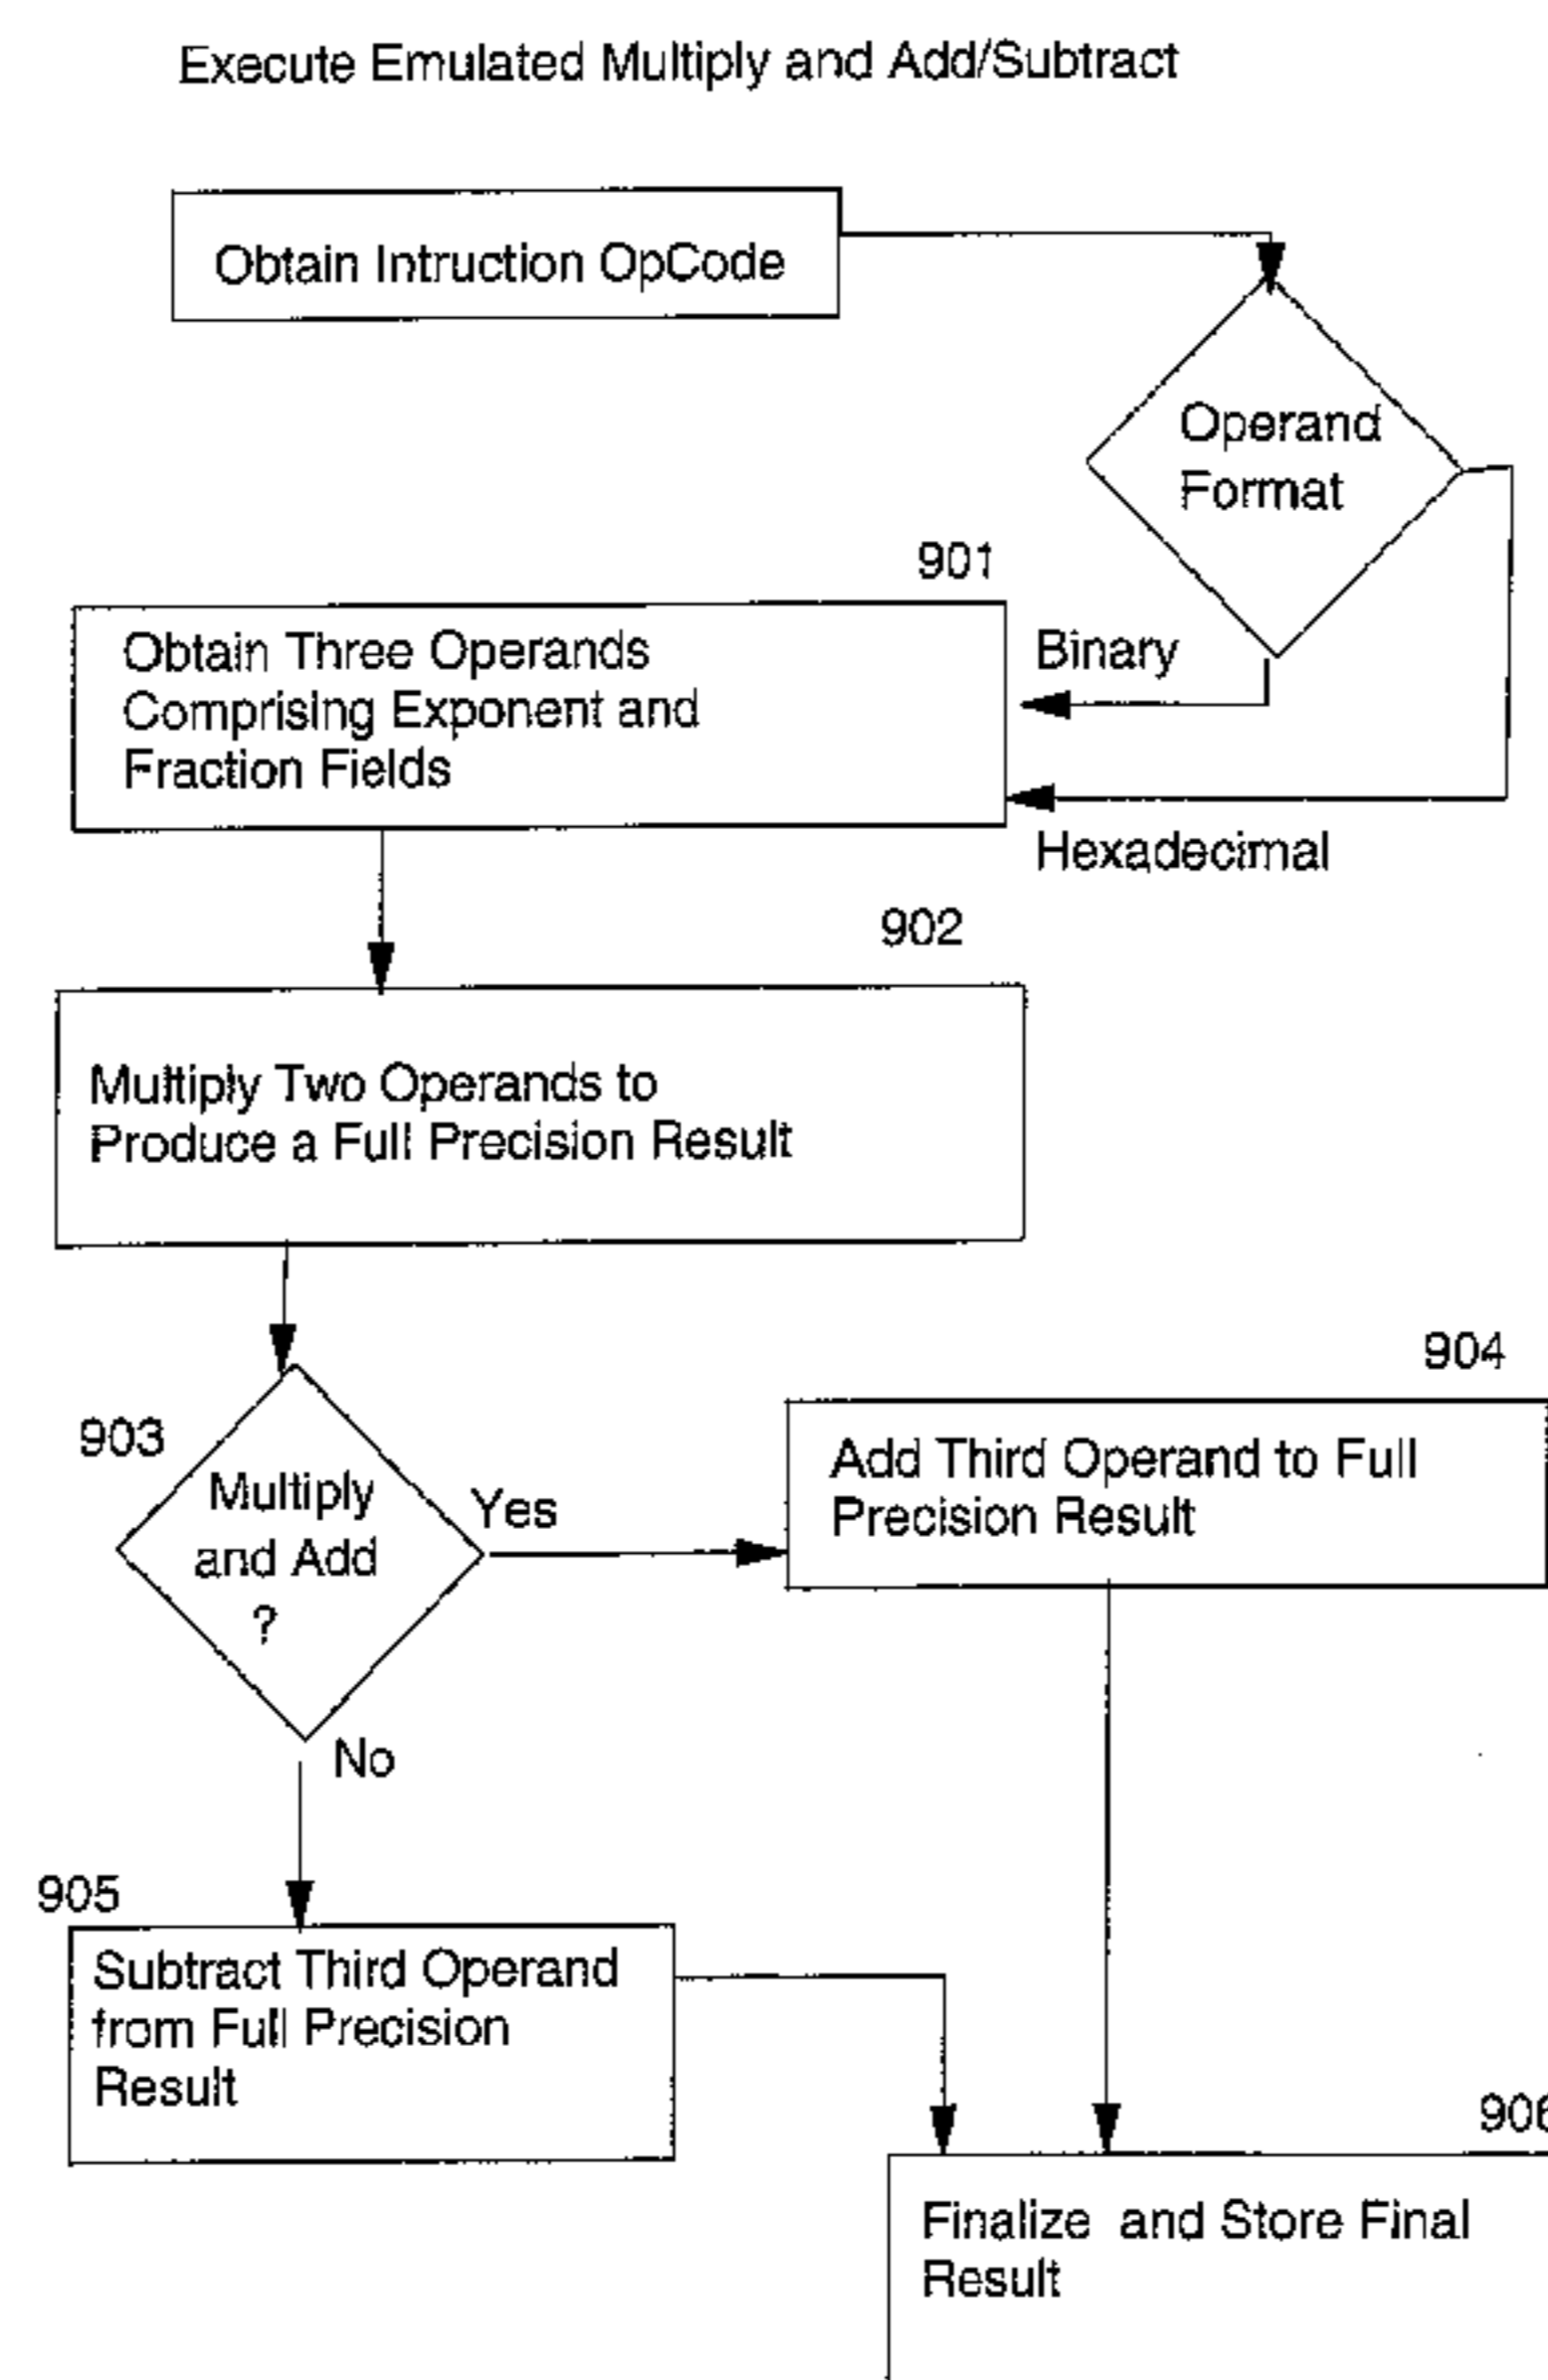 Execute Emulated Multiply and Add/Subtract
Obtain Intruction OpCode
Operand
Format
901
Obtain Three Operands
Comprising Exponent and
Fraction Fields
Binary
Hexadecimal
902
Multiply Two Operands to
Produce a Full Precision Result
903
Multiply
and Add
?
Yes
No
904
Add Third Operand to Full
Precision Result
905
Subtract Third Operand
from Full Precision
Result
906
Finalize and Store Final
Result